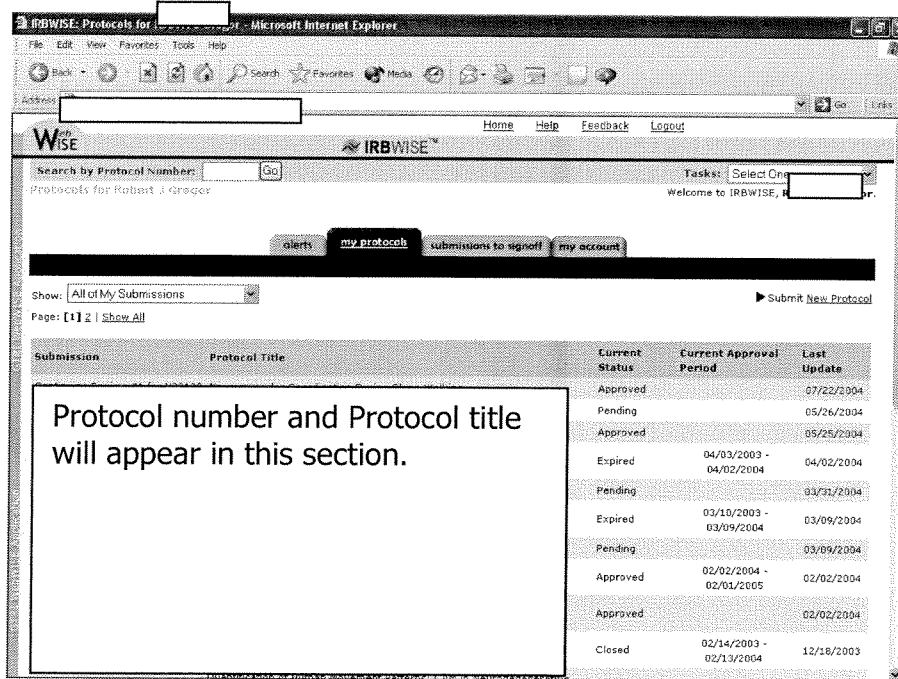 IRBWISE: Protocols for - Microsoft Internet Explorer
File Edit View Favorites Tools Help
Back Search Favorites Media
Address Go Links
Home Help Feedback Logout
Web WISE IRBWISE™
Search by Protocol Number: Go Tasks: Select One
Protocols for Robert J Gregor Welcome to IRBWISE,
alerts my protocols submissions to signoff my account
Show: All of My Submissions Submit New Protocol
Page: [1] 2 | Show All
Submission Protocol Title Current Status Current Approval Period Last Update
Approved 07/22/2004
Protocol number and Protocol title
will appear in this section.
Pending 05/26/2004
Approved 05/25/2004
Expired 04/03/2003 - 04/02/2004 04/02/2004
Pending 03/31/2004
Expired 03/10/2003 - 03/09/2004 03/09/2004
Pending 03/09/2004
Approved 02/02/2004 - 02/01/2005 02/02/2004
Approved 02/02/2004
Closed 02/14/2003 - 02/13/2004 12/18/2003